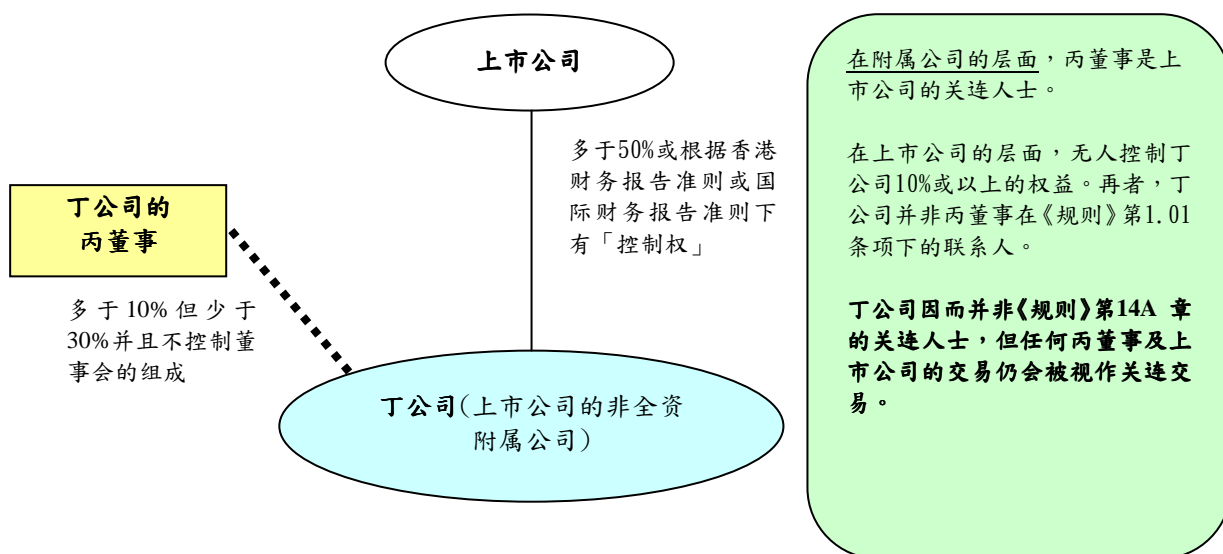 上市公司
多于50%或根据香港
财务报告准则或国
际财务报告准则下
有「控制权」
丁公司的
丙董事
多于10%但少于
30%并且不控制董
事会的组成
丁公司(上市公司的非全资
附属公司)
在附属公司的层面，丙董事是上
市公司的关连人士。
在上市公司的层面，无人控制丁
公司10%或以上的权益。再者，丁
公司并非丙董事在《规则》第1.01
条项下的联系人。
丁公司因而并非《规则》第14A 章
的关连人士，但任何丙董事及上
市公司的交易仍会被视作关连交
易。